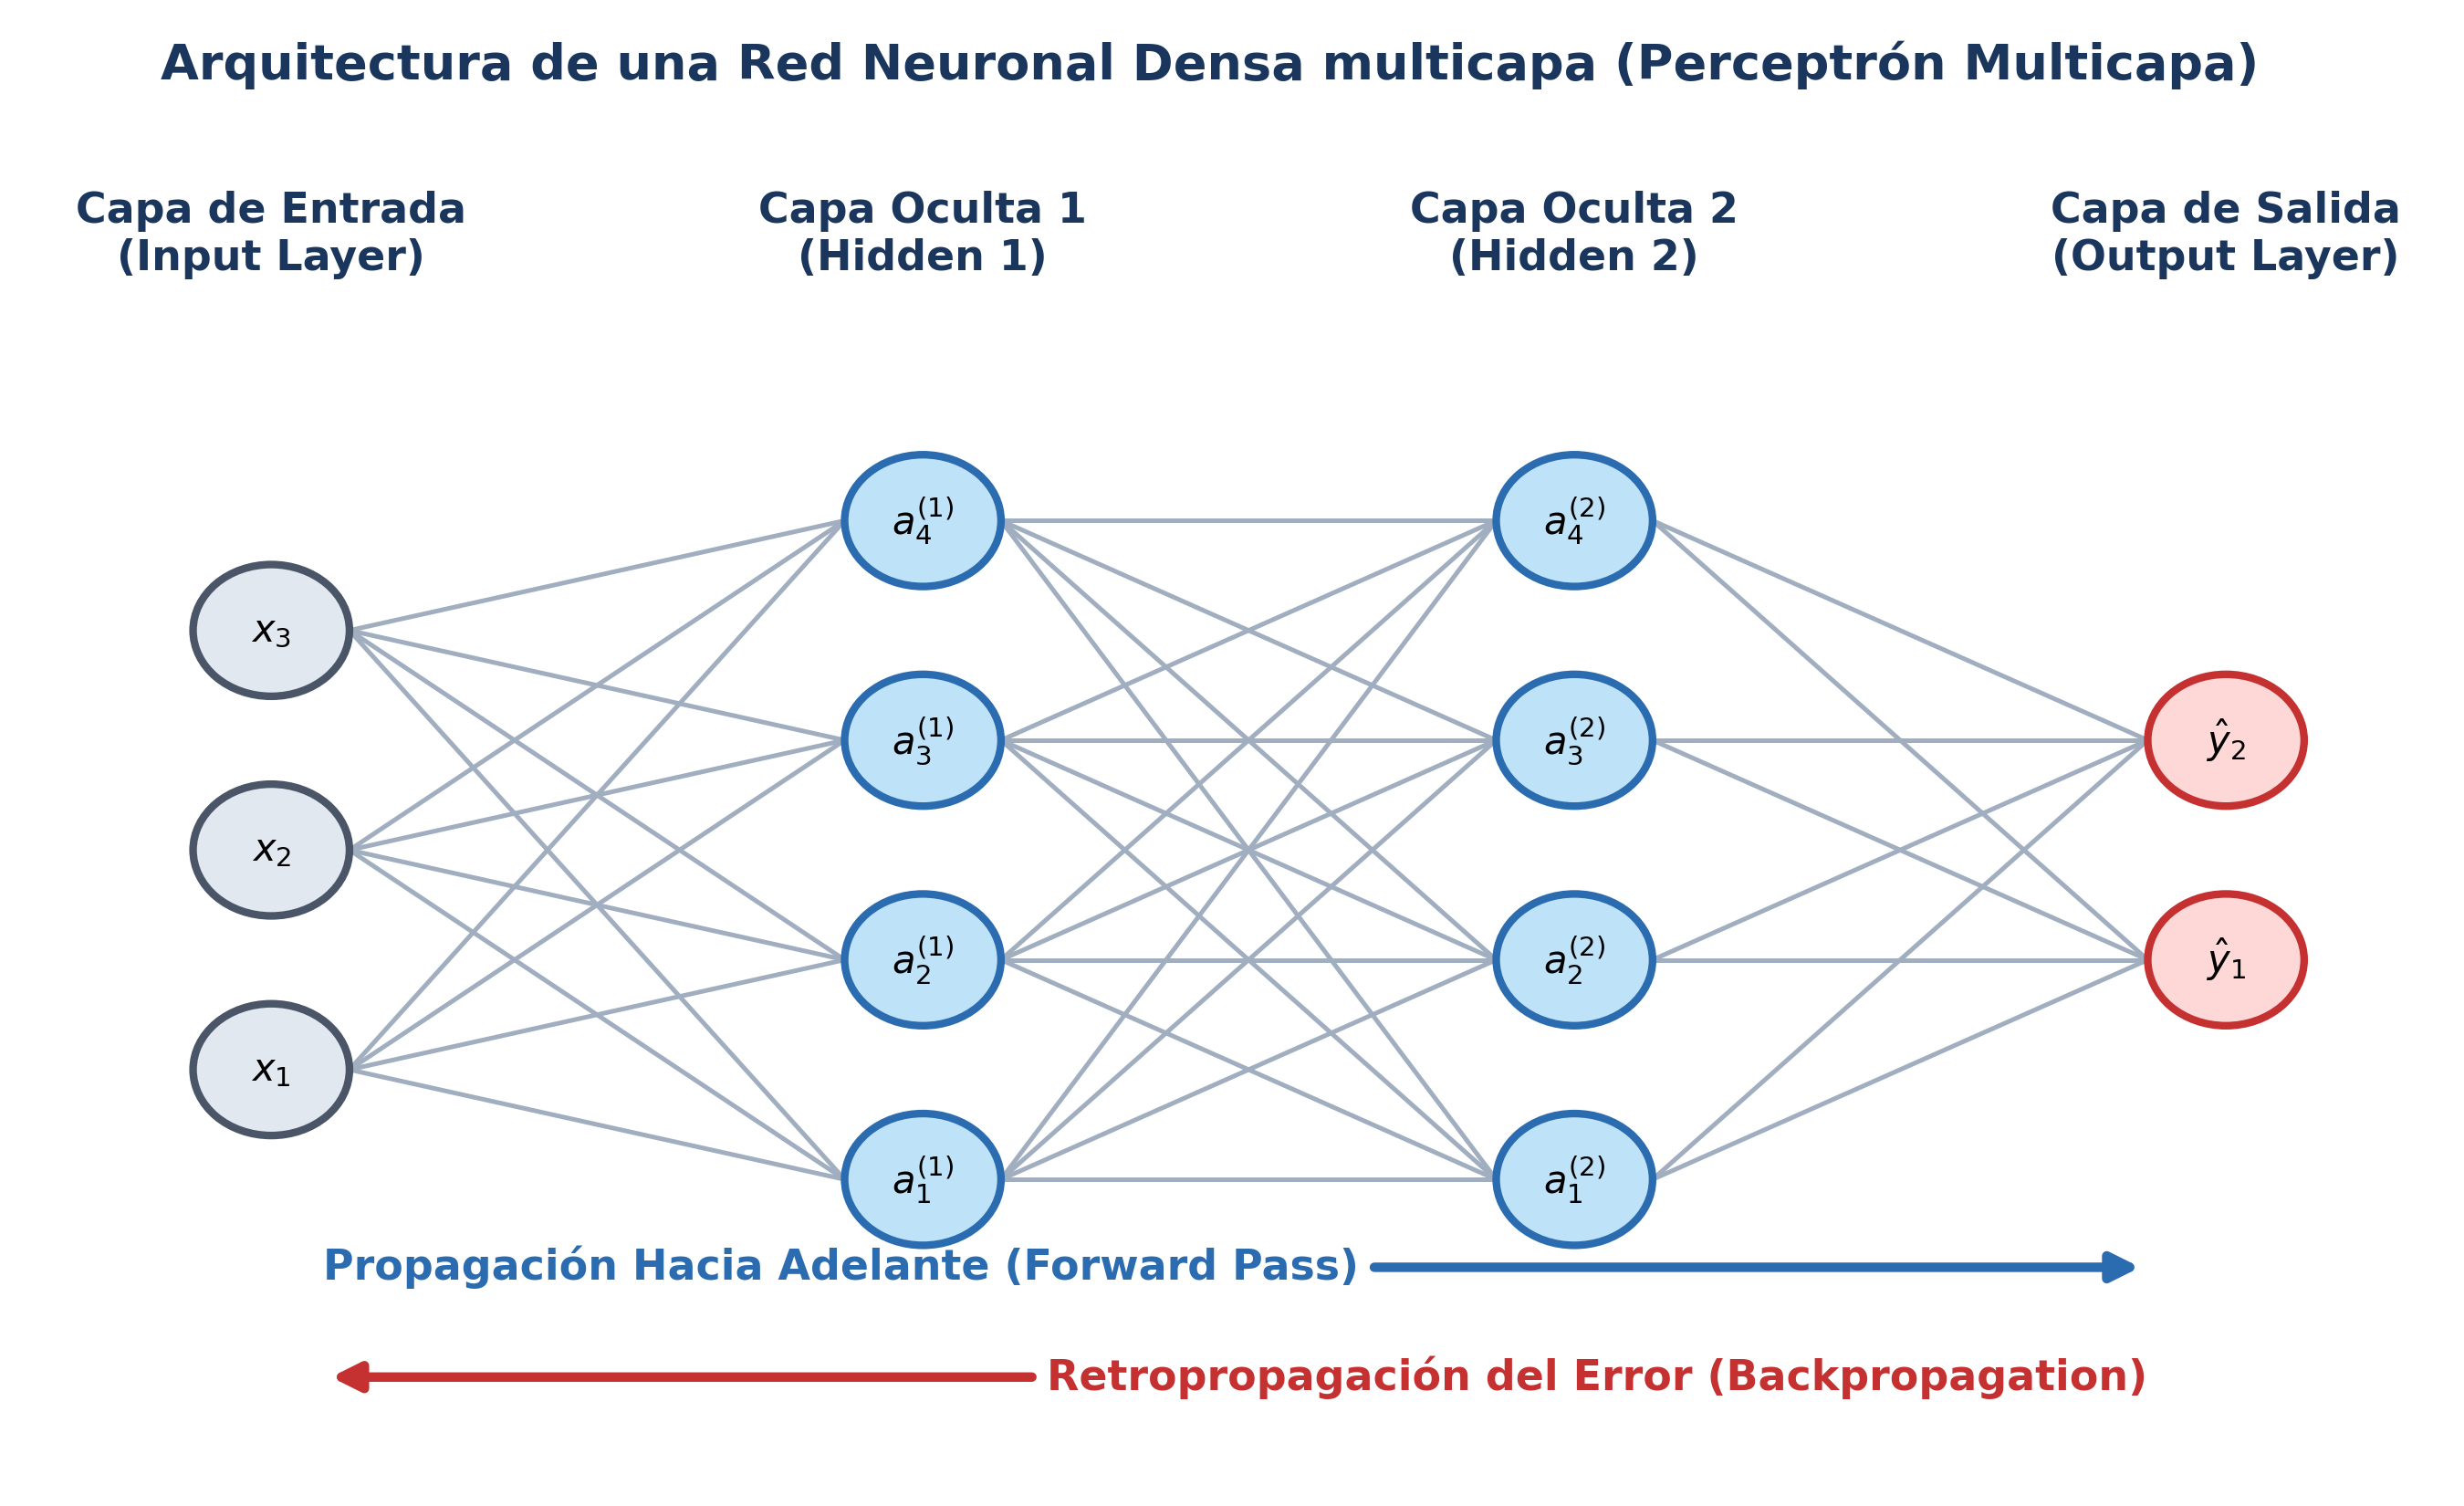 Arquitectura de una Red Neuronal Densa multicapa (Perceptrón Multicapa)
Capa de Entrada
(Input Layer)
Capa Oculta 1
(Hidden 1)
Capa Oculta 2
(Hidden 2)
Capa de Salida
(Output Layer)
x₃
x₂
x₁
a₄⁽¹⁾
a₃⁽¹⁾
a₂⁽¹⁾
a₁⁽¹⁾
a₄⁽²⁾
a₃⁽²⁾
a₂⁽²⁾
a₁⁽²⁾
ŷ₂
ŷ₁
Propagación Hacia Adelante (Forward Pass)
Retropropagación del Error (Backpropagation)